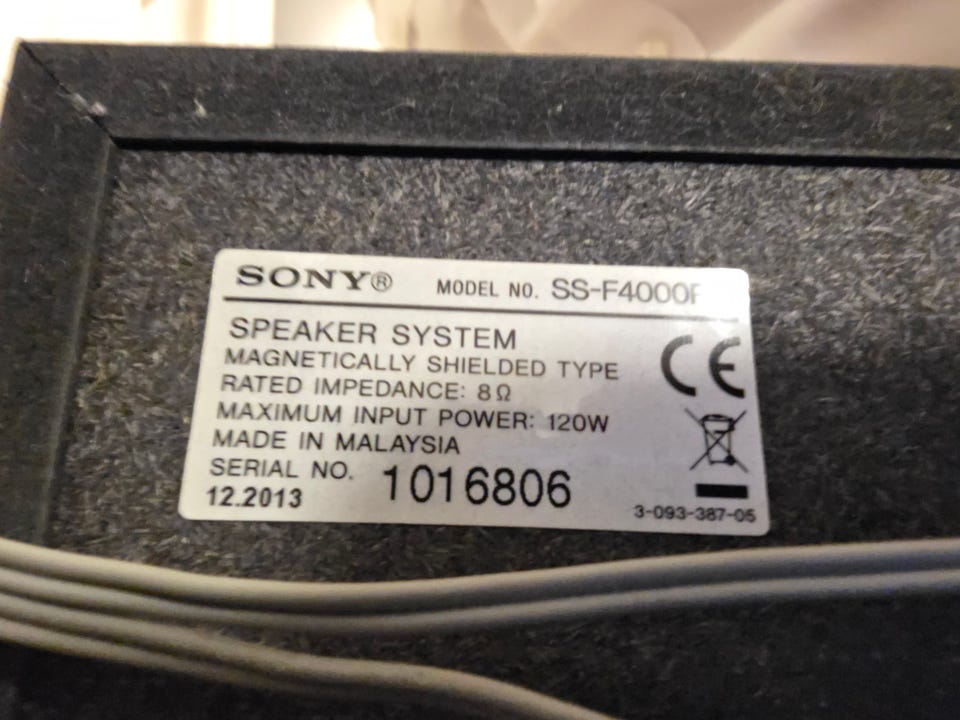 SONY® MODEL NO. SS-F4000P
SPEAKER SYSTEM
MAGNETICALLY SHIELDED TYPE
RATED IMPEDANCE: 8Ω
MAXIMUM INPUT POWER: 120W
MADE IN MALAYSIA
SERIAL NO. 1016806
12.2013
CE
3-093-387-05